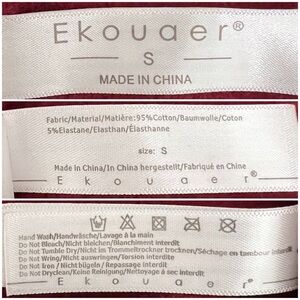 Ekouaer®
S
MADE IN CHINA
Fabric/Material/Matière:95%Cotton/Baumwolle/Coton
5%Elastane/Elasthan/Élasthanne
size: S
Made in China/In China hergestellt/Fabriqué en Chine
Ekouaer®
Hand Wash/Handwäsche/Lavage à la main
Do Not Bleach/Nicht bleichen/Blanchiment interdit
Do Not Tumble Dry/Nicht im Trommeltrockner trocknen/Séchage en tambour interdit
Do Not Wring/Nicht auswringen/Torsion interdite
Do Not Iron / Nicht bügeln / Repassage interdit
Do Not Dryclean/Keine Reinigung/Nettoyage à sec interdit
Ekouaer®